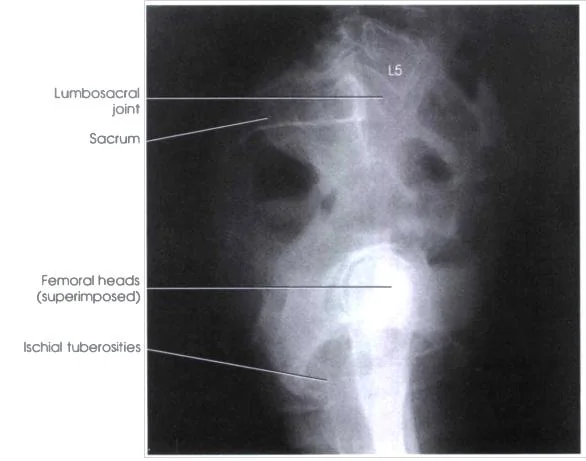 L5
Lumbosacral
joint
Sacrum
Femoral heads
(superimposed)
Ischial tuberosities